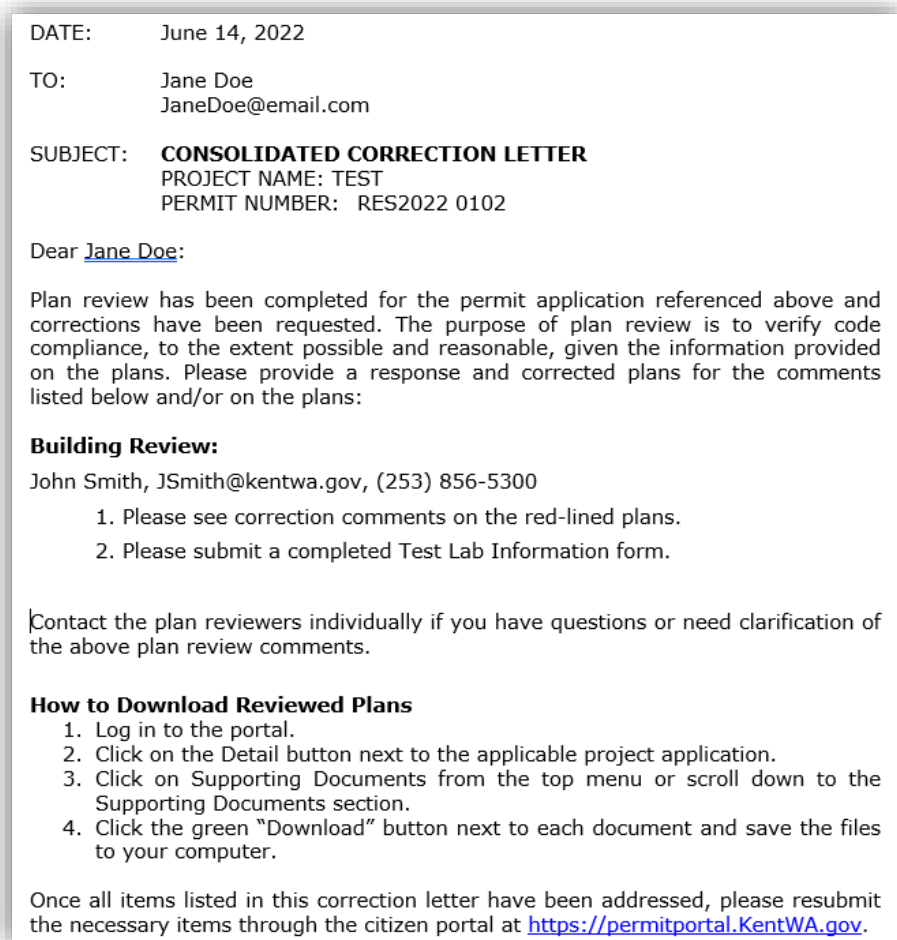 DATE: June 14, 2022
TO: Jane Doe
JaneDoe@email.com
SUBJECT: CONSOLIDATED CORRECTION LETTER
PROJECT NAME: TEST
PERMIT NUMBER: RES2022 0102
Dear Jane Doe:
Plan review has been completed for the permit application referenced above and
corrections have been requested. The purpose of plan review is to verify code
compliance, to the extent possible and reasonable, given the information provided
on the plans. Please provide a response and corrected plans for the comments
listed below and/or on the plans:
Building Review:
John Smith, JSmith@kentwa.gov, (253) 856-5300
1. Please see correction comments on the red-lined plans.
2. Please submit a completed Test Lab Information form.
Contact the plan reviewers individually if you have questions or need clarification of
the above plan review comments.
How to Download Reviewed Plans
1. Log in to the portal.
2. Click on the Detail button next to the applicable project application.
3. Click on Supporting Documents from the top menu or scroll down to the
Supporting Documents section.
4. Click the green “Download” button next to each document and save the files
to your computer.
Once all items listed in this correction letter have been addressed, please resubmit
the necessary items through the citizen portal at https://permitportal.KentWA.gov.